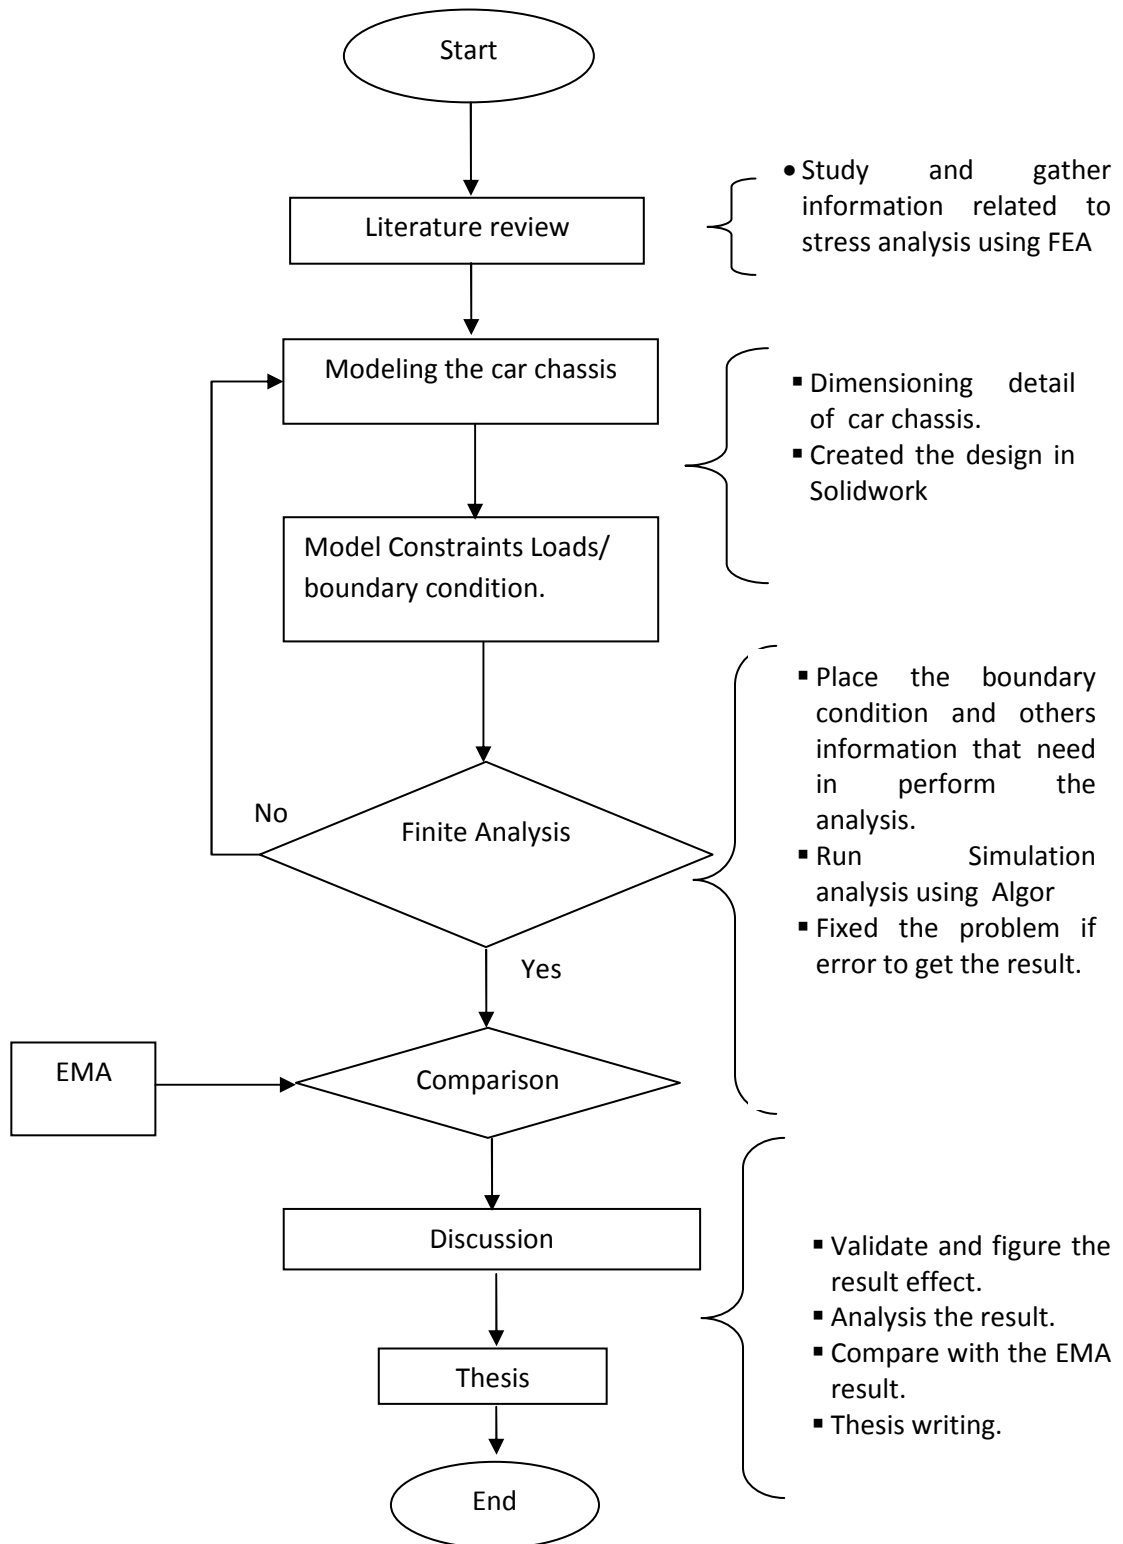 Start
Literature review
• Study and gather
information related to
stress analysis using FEA
Modeling the car chassis
▪ Dimensioning detail
of car chassis.
▪ Created the design in
Solidwork
Model Constraints Loads/
boundary condition.
▪ Place the boundary
condition and others
information that need
in perform the
analysis.
▪ Run Simulation
analysis using Algor
▪ Fixed the problem if
error to get the result.
No
Finite Analysis
Yes
EMA
Comparison
Discussion
▪ Validate and figure the
result effect.
▪ Analysis the result.
▪ Compare with the EMA
result.
▪ Thesis writing.
Thesis
End